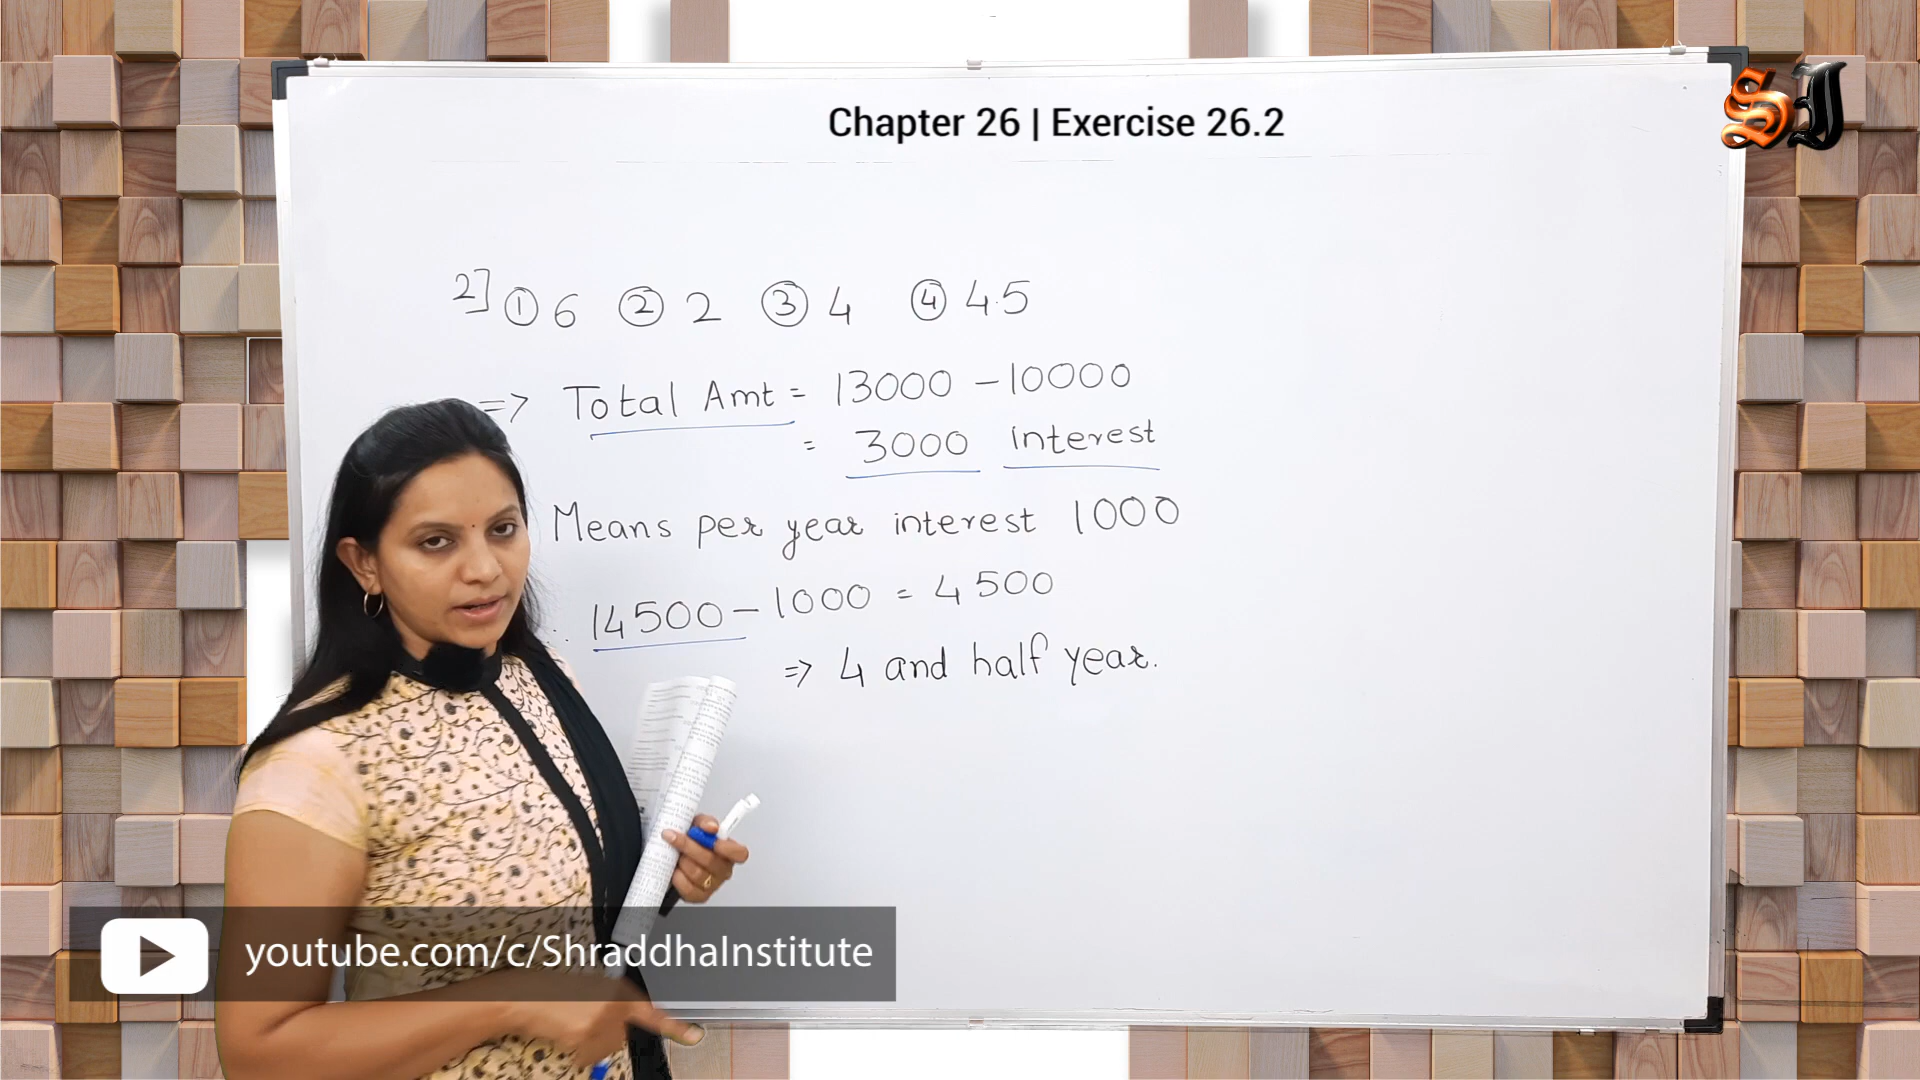 Chapter 26 | Exercise 26.2
SI
2] ① 6 ② 2 ③ 4 ④ 4.5
=> Total Amt = 13000 - 10000
= 3000 interest
Means per year interest 1000
∴ 14500 - 1000 = 4500
=> 4 and half year.
youtube.com/c/ShraddhaInstitute